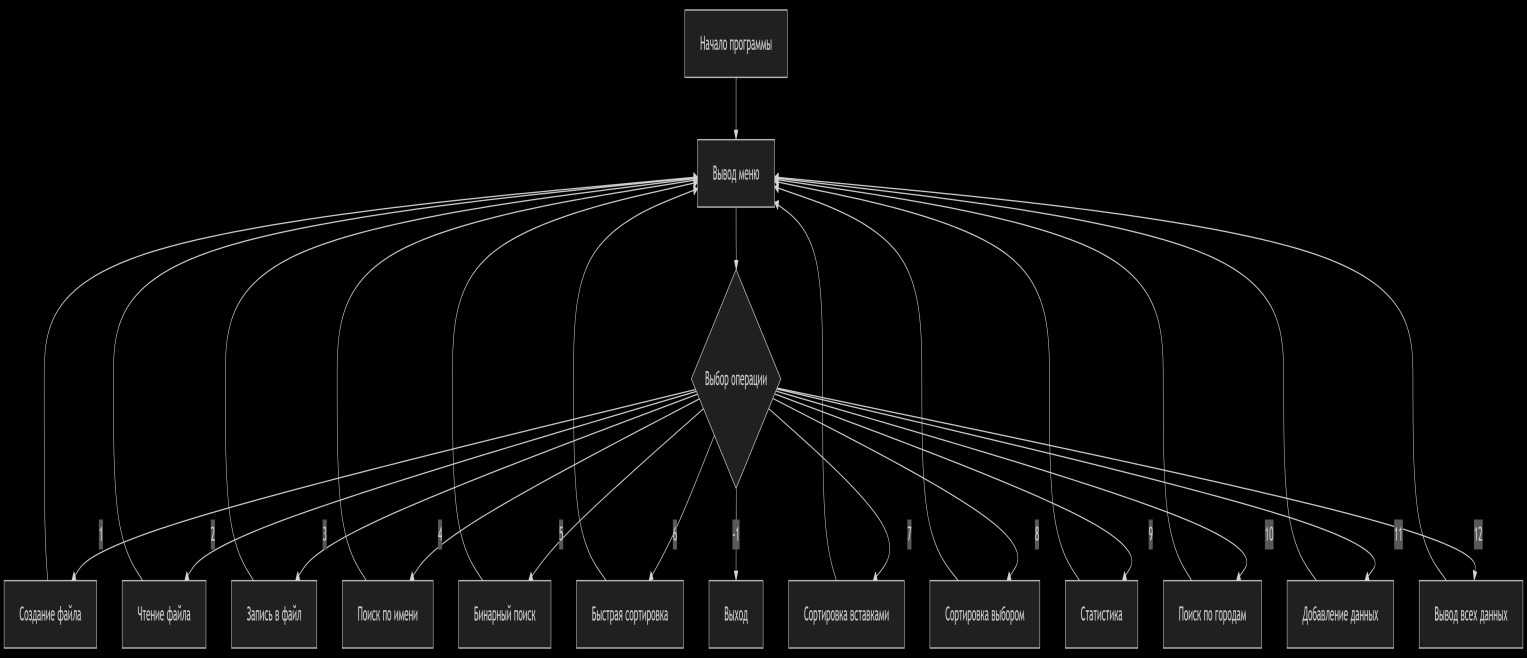 Начало программы
Вывод меню
Выбор операции
1
2
3
4
5
6
-1
7
8
9
10
11
12
Создание файла
Чтение файла
Запись в файл
Поиск по имени
Бинарный поиск
Быстрая сортировка
Выход
Сортировка вставками
Сортировка выбором
Статистика
Поиск по городам
Добавление данных
Вывод всех данных